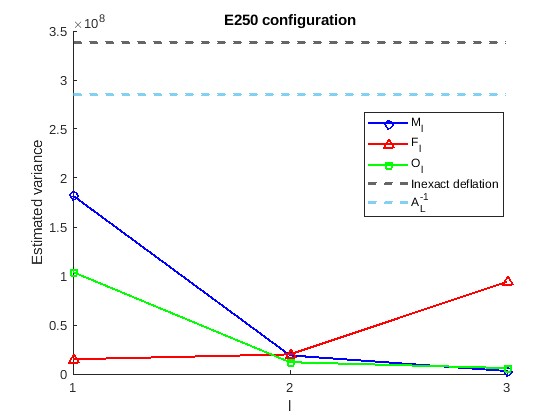 E250 configuration
×10^8
3.5
3
2.5
2
1.5
1
0.5
0
Estimated variance
M_l
F_l
O_l
Inexact deflation
A_L^-1
1 2 3
l